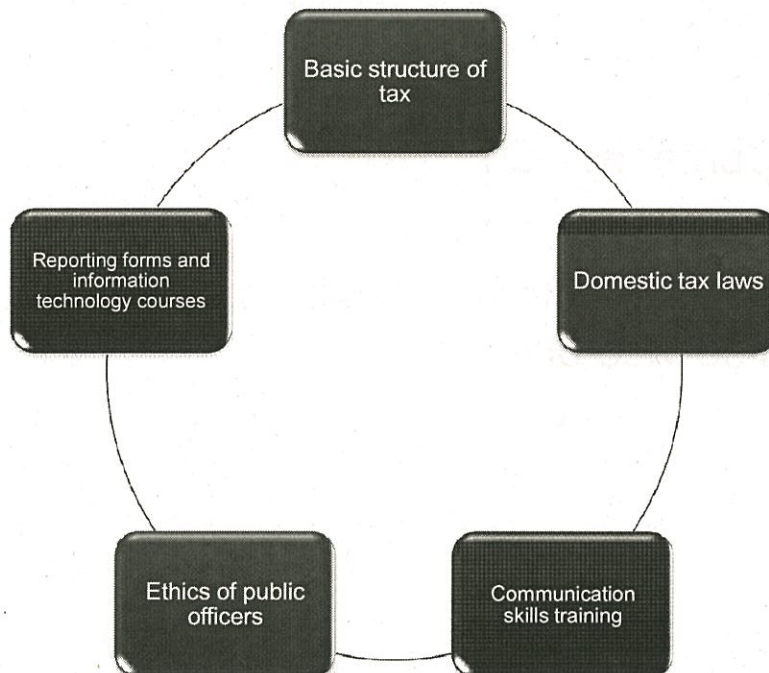 Basic structure of
tax
Domestic tax laws
Communication
skills training
Ethics of public
officers
Reporting forms and
information
technology courses